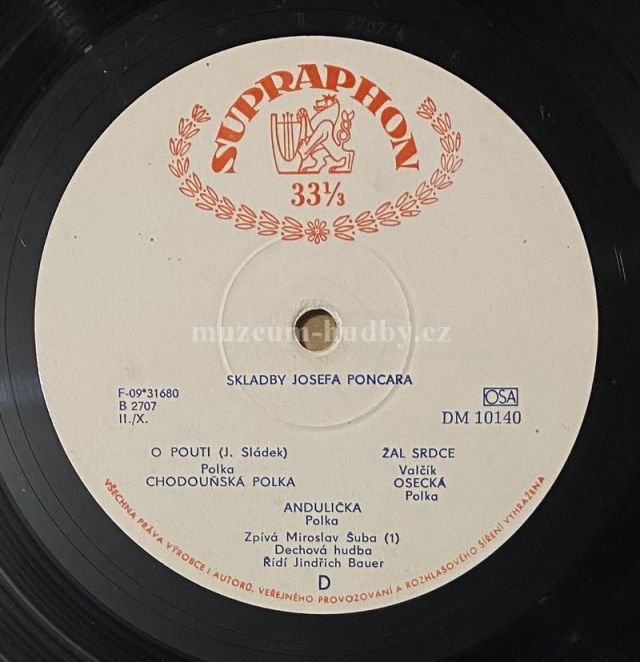 2707
SUPRAPHON
33⅓
muzeum-hudby.cz
SKLADBY JOSEFA PONCARA
F-09*31680
B 2707
II./X.
OSA
DM 10140
O POUTI (J. Sládek)
Polka
CHODOUŇSKÁ POLKA
ŽAL SRDCE
Valčík
OSECKÁ
Polka
ANDULIČKA
Polka
Zpívá Miroslav Šuba (1)
Dechová hudba
Řídí Jindřich Bauer
D
VŠECHNA PRÁVA VÝROBCE I AUTORŮ, VEŘEJNÉHO PROVOZOVÁNÍ A ROZHLASOVÉHO ŠÍŘENÍ VYHRAŽENA